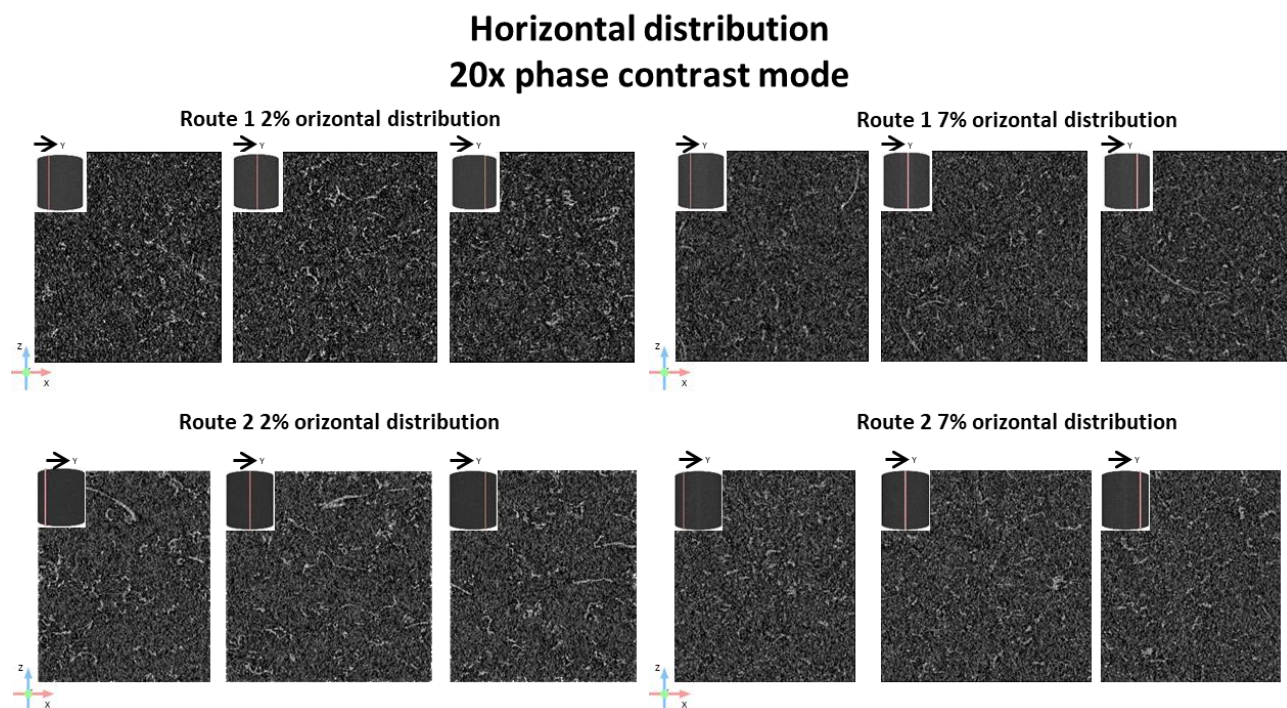 Horizontal distribution
20x phase contrast mode
Route 1 2% orizontal distribution
Y
Y
Y
Z
X
Route 1 7% orizontal distribution
Y
Y
Y
Z
X
Route 2 2% orizontal distribution
Y
Y
Y
Z
X
Route 2 7% orizontal distribution
Y
Y
Y
Z
X